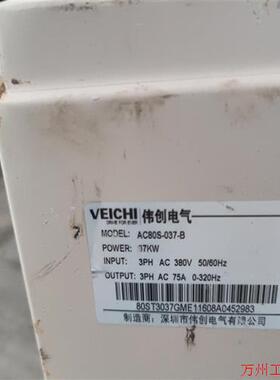 VEICHI 伟创电气
DRIVE FOR EVER
MODEL: AC80S-037-B
POWER: 37KW
INPUT: 3PH AC 380V 50/60Hz
OUTPUT: 3PH AC 75A 0-320Hz
80ST3037GME11608A0452983
制造商：深圳市伟创电气有限公司
万州工